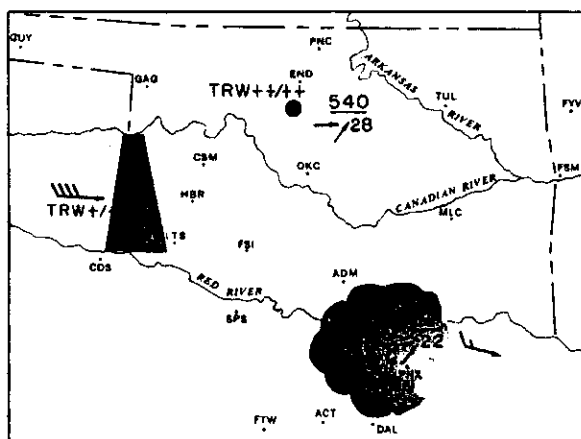 GUY
PNC
GAG
END
TRW++/++
ARKANSAS RIVER
540
28
TUL
FYV
CSM
OKC
FSM
HBR
CANADIAN RIVER
MLC
TRW+/
LTS
FSI
CDS
RED RIVER
ADM
SPS
FTW
ACT
DAL